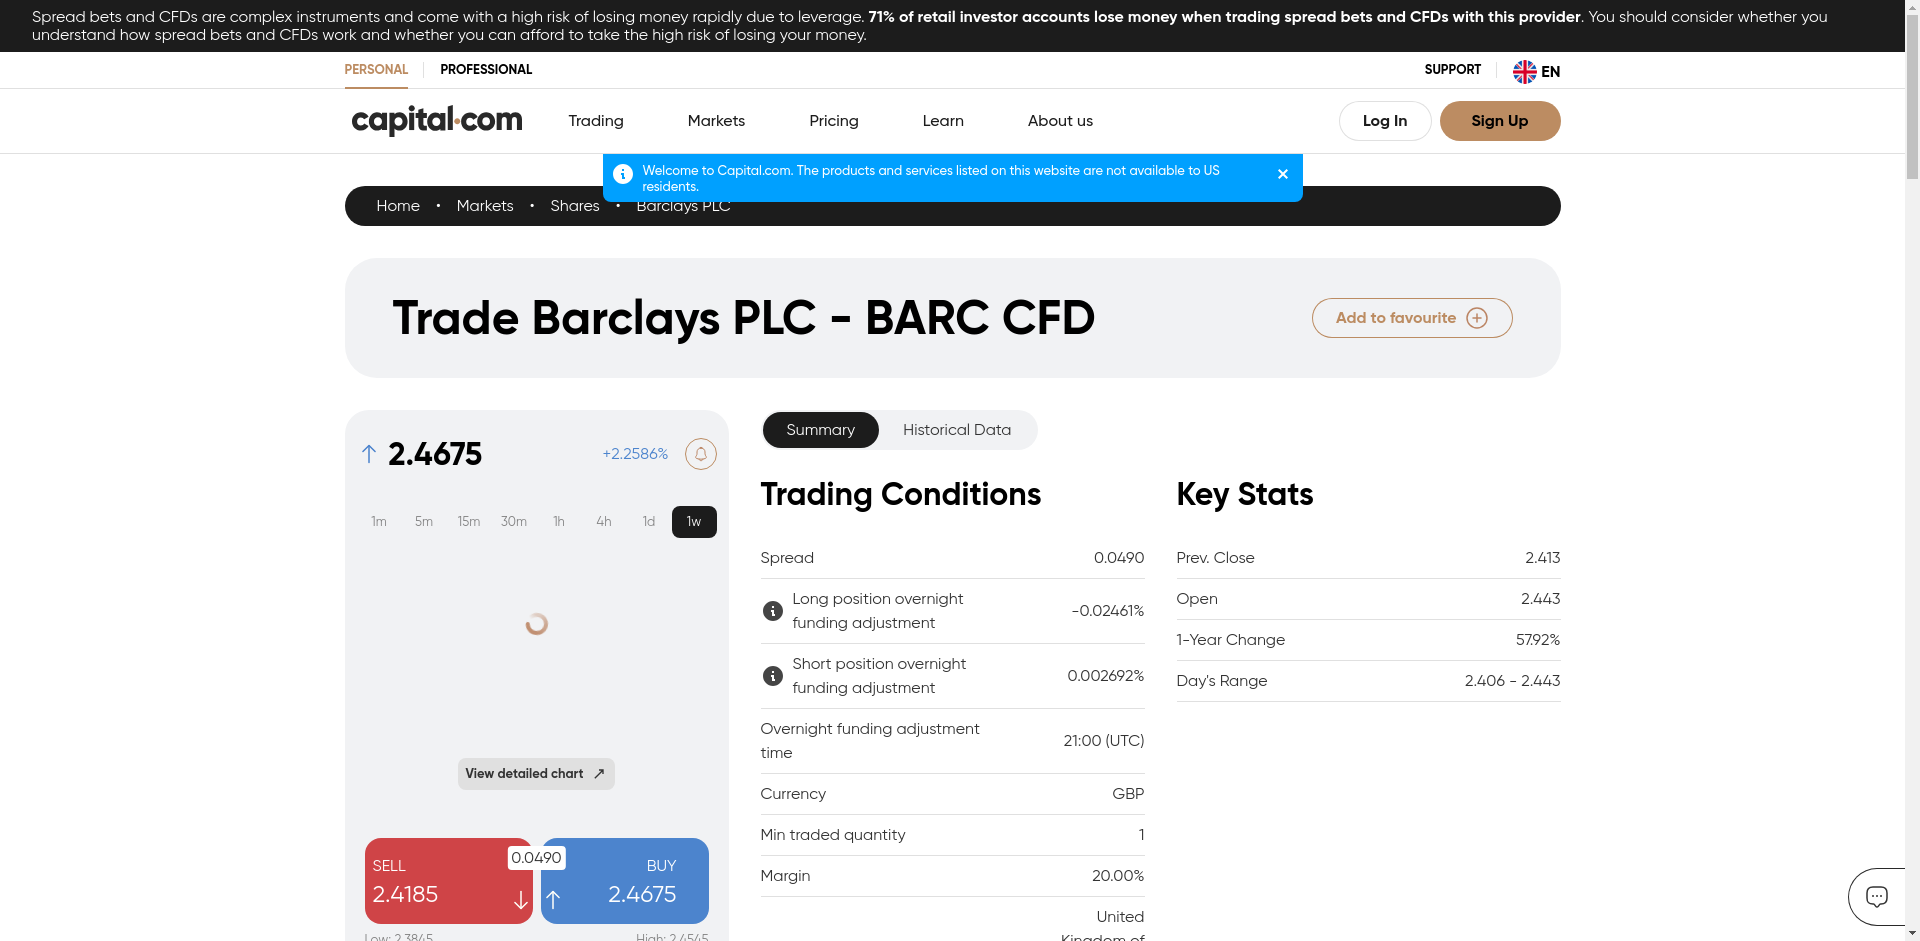 Spread bets and CFDs are complex instruments and come with a high risk of losing money rapidly due to leverage. 71% of retail investor accounts lose money when trading spread bets and CFDs with this provider. You should consider whether you
understand how spread bets and CFDs work and whether you can afford to take the high risk of losing your money.
PERSONAL PROFESSIONAL SUPPORT EN
capital.com Trading Markets Pricing Learn About us Log In Sign Up
Welcome to Capital.com. The products and services listed on this website are not available to US
residents.
Home • Markets • Shares • Barclays PLC
Trade Barclays PLC - BARC CFD
Add to favourite
2.4675 +2.2586%
1m 5m 15m 30m 1h 4h 1d 1w
View detailed chart
SELL 0.0490 BUY
2.4185 2.4675
Low: 2.3845 High: 2.4545
Summary Historical Data
Trading Conditions
Spread 0.0490
Long position overnight
funding adjustment -0.02461%
Short position overnight
funding adjustment 0.002692%
Overnight funding adjustment
time 21:00 (UTC)
Currency GBP
Min traded quantity 1
Margin 20.00%
United
Kingdom of
Key Stats
Prev. Close 2.413
Open 2.443
1-Year Change 57.92%
Day's Range 2.406 - 2.443